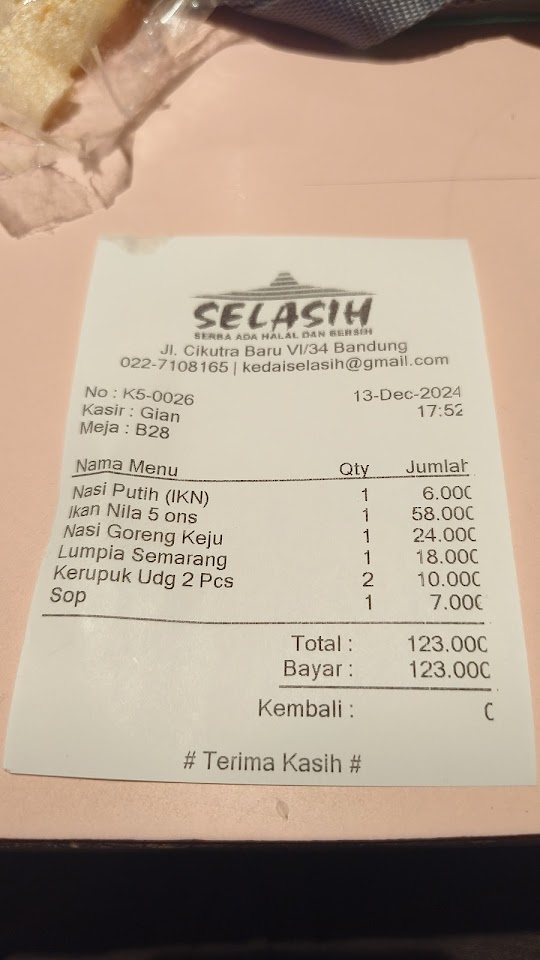 SELASIH
SERBA ADA HALAL DAN BERSIH
Jl. Cikutra Baru VI/34 Bandung
022-7108165 | kedaiselasih@gmail.com
No : K5-0026 13-Dec-2024
Kasir : Gian 17:52
Meja : B28
Nama Menu Qty Jumlah
Nasi Putih (IKN) 1 6.000
Ikan Nila 5 ons 1 58.000
Nasi Goreng Keju 1 24.000
Lumpia Semarang 1 18.000
Kerupuk Udg 2 Pcs 2 10.000
Sop 1 7.000
Total : 123.000
Bayar : 123.000
Kembali : 0
# Terima Kasih #